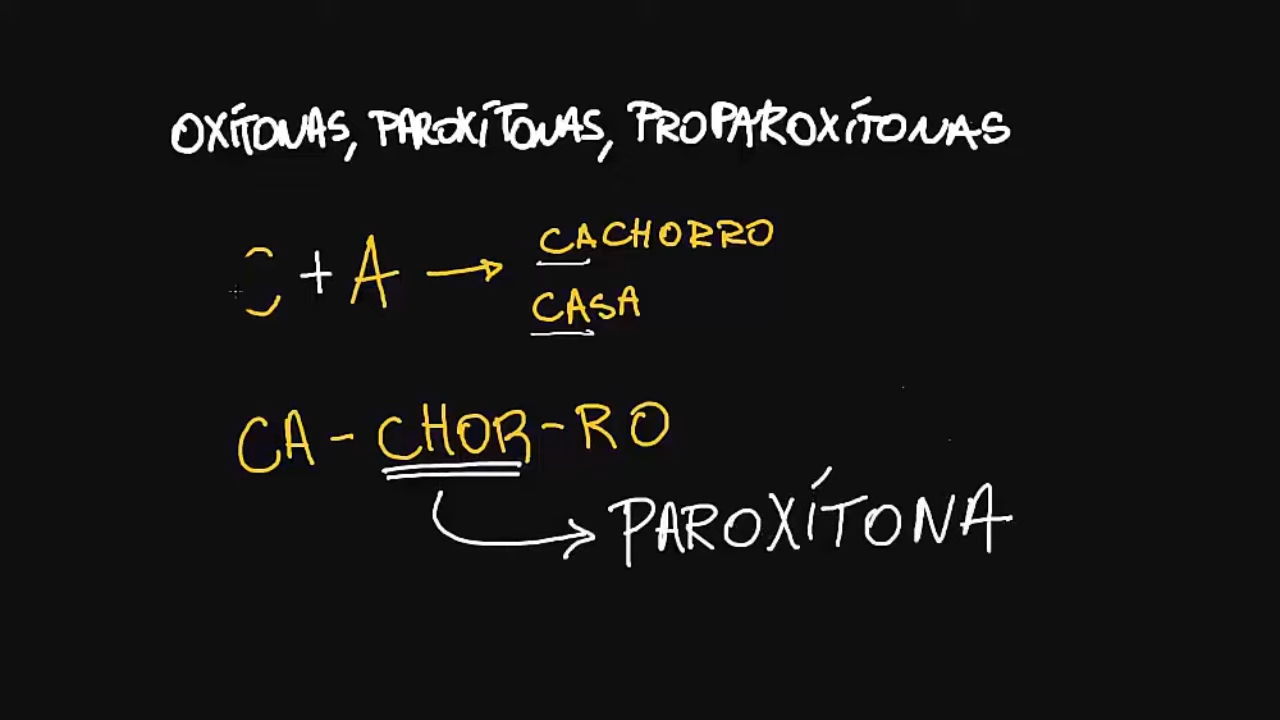 OXÍTONAS, PAROXÍTONAS, PROPAROXÍTONAS
C + A → CACHORRO
CASA
CA - CHOR - RO
PAROXÍTONA